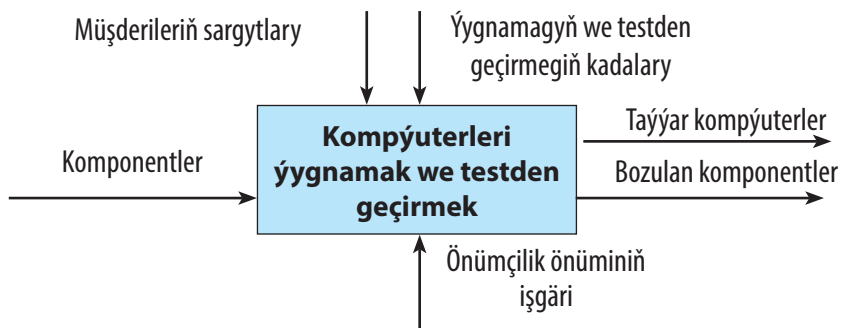 Müşderileriň sargytlary
Ýygnamagyň we testden
geçirmegiň kadalary
Komponentler
Kompýuterleri
ýygnamak we testden
geçirmek
Taýýar kompýuterler
Bozulan komponentler
Önümçilik önüminiň
işgäri